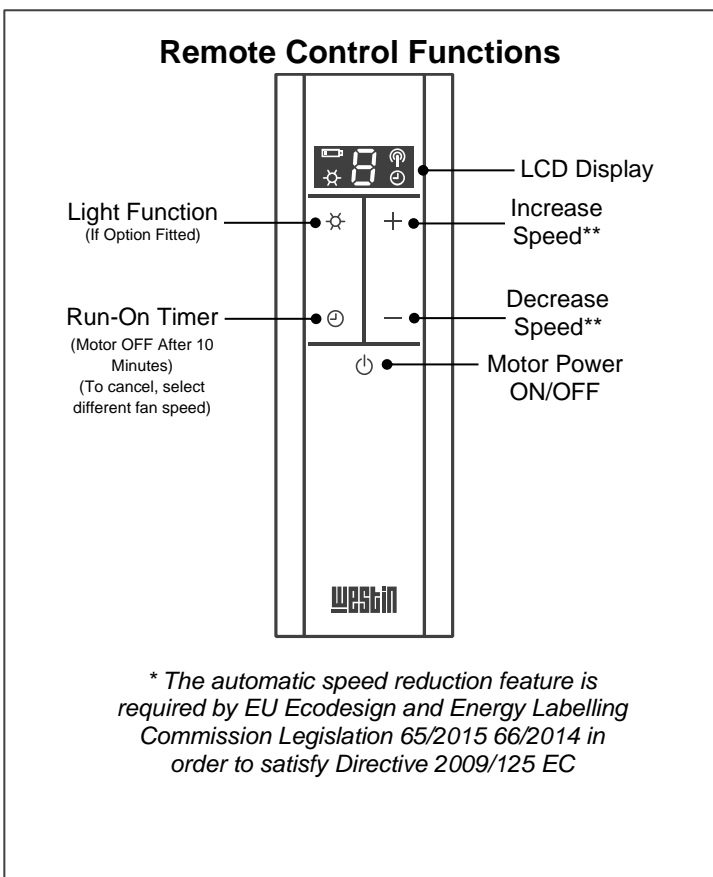 Remote Control Functions
8
LCD Display
Light Function
(If Option Fitted)
Increase
Speed**
+
Run-On Timer
(Motor OFF After 10
Minutes)
(To cancel, select
different fan speed)
Decrease
Speed**
–
Motor Power
ON/OFF
westin
* The automatic speed reduction feature is
required by EU Ecodesign and Energy Labelling
Commission Legislation 65/2015 66/2014 in
order to satisfy Directive 2009/125 EC